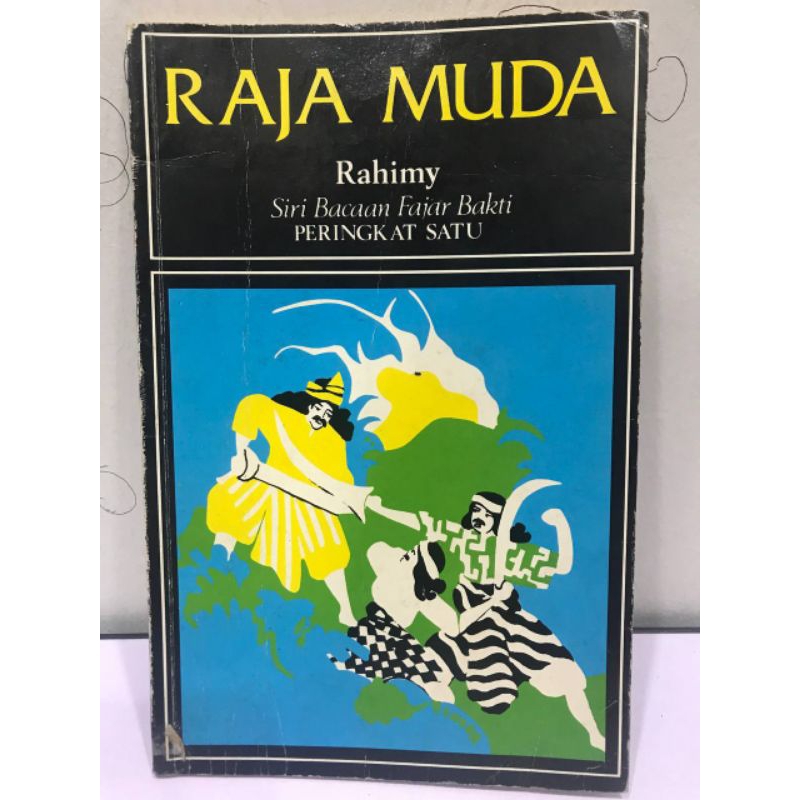 RAJA MUDA
Rahimy
Siri Bacaan Fajar Bakti
PERINGKAT SATU